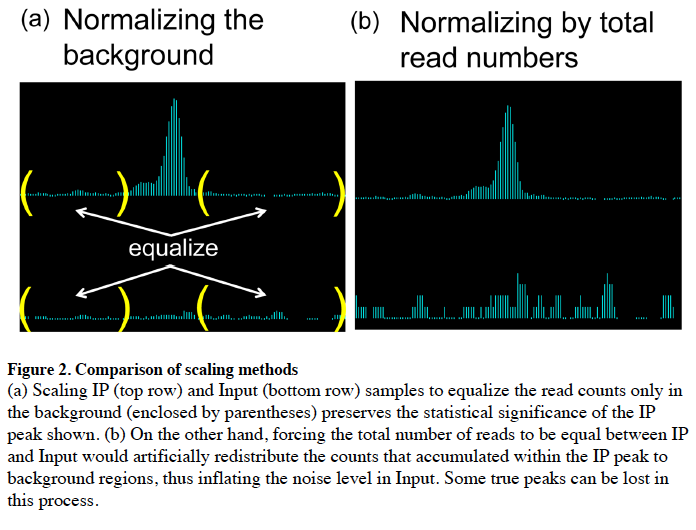 (a) Normalizing the
background
(b) Normalizing by total
read numbers
equalize
Figure 2. Comparison of scaling methods
(a) Scaling IP (top row) and Input (bottom row) samples to equalize the read counts only in
the background (enclosed by parentheses) preserves the statistical significance of the IP
peak shown. (b) On the other hand, forcing the total number of reads to be equal between IP
and Input would artificially redistribute the counts that accumulated within the IP peak to
background regions, thus inflating the noise level in Input. Some true peaks can be lost in
this process.